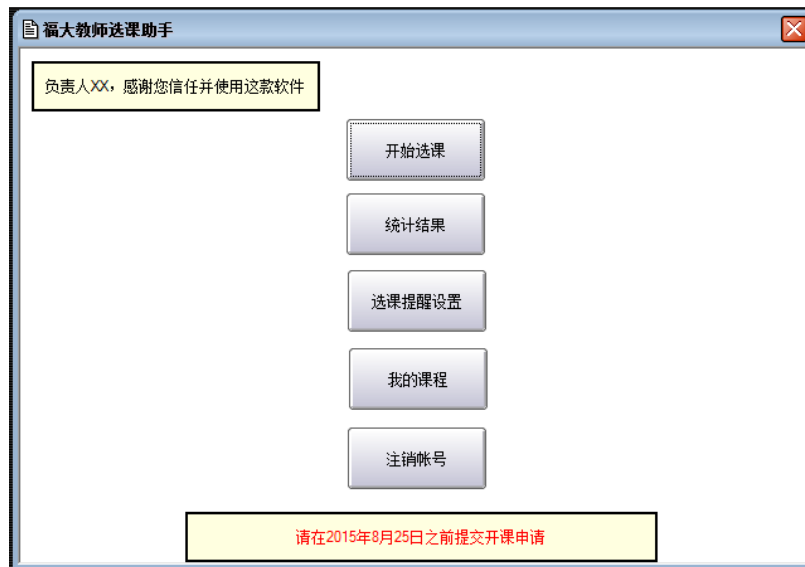 福大教师选课助手
负责人XX，感谢您信任并使用这款软件
开始选课
统计结果
选课提醒设置
我的课程
注销帐号
请在2015年8月25日之前提交开课申请